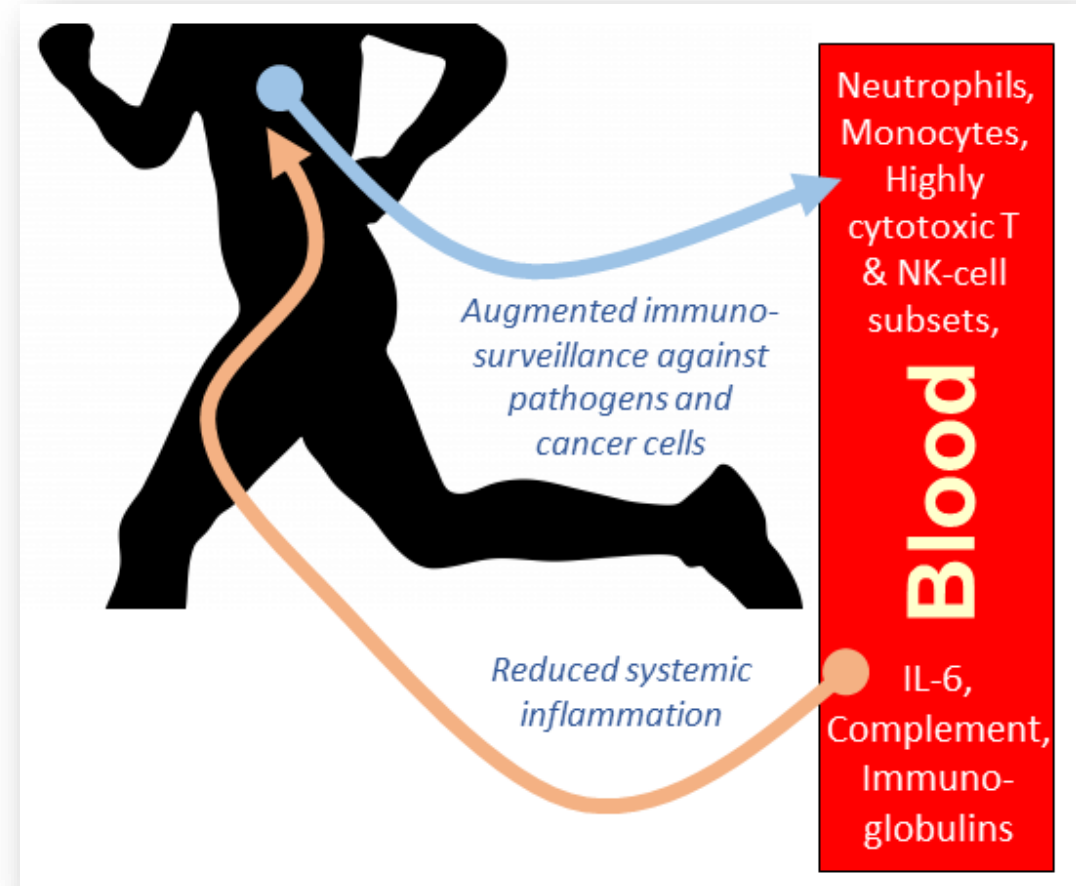 Neutrophils,
Monocytes,
Highly
cytotoxic T
& NK-cell
subsets,
Blood
IL-6,
Complement,
Immuno-
globulins
Augmented immuno-
surveillance against
pathogens and
cancer cells
Reduced systemic
inflammation